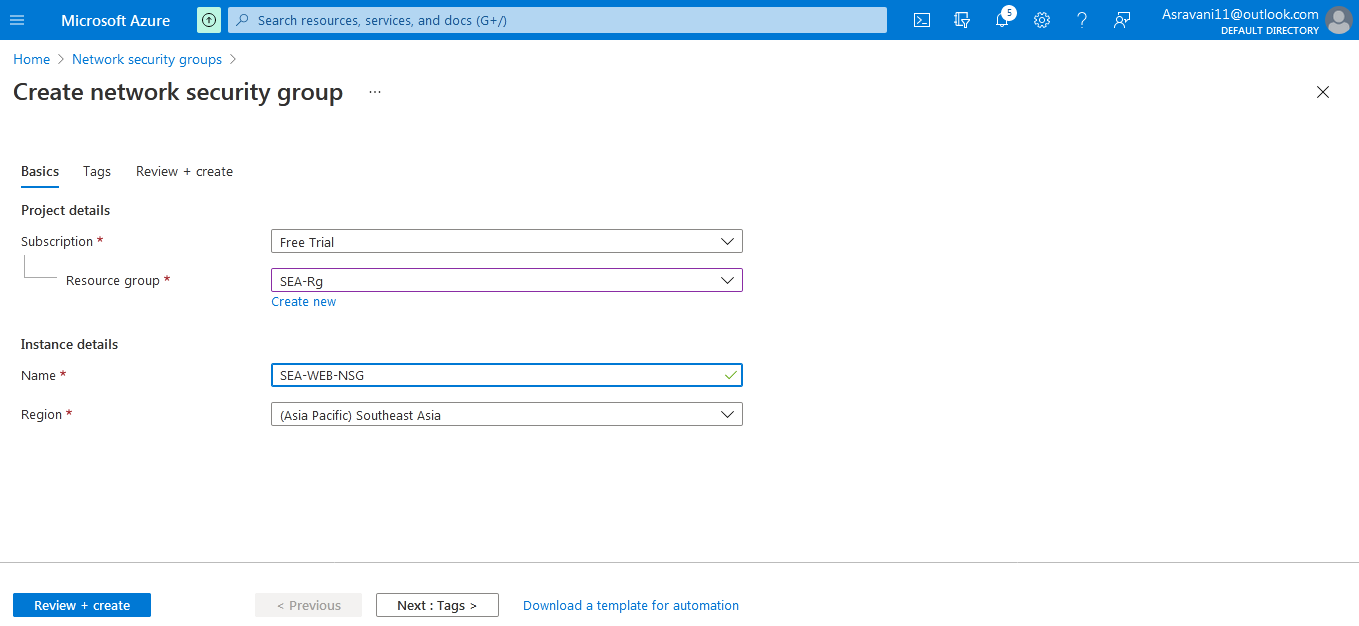 Microsoft Azure
Search resources, services, and docs (G+/)
5
Asravani11@outlook.com
DEFAULT DIRECTORY
Home > Network security groups >
Create network security group ...
Basics Tags Review + create
Project details
Subscription * Free Trial
Resource group * SEA-Rg
Create new
Instance details
Name * SEA-WEB-NSG
Region * (Asia Pacific) Southeast Asia
Review + create < Previous Next : Tags > Download a template for automation